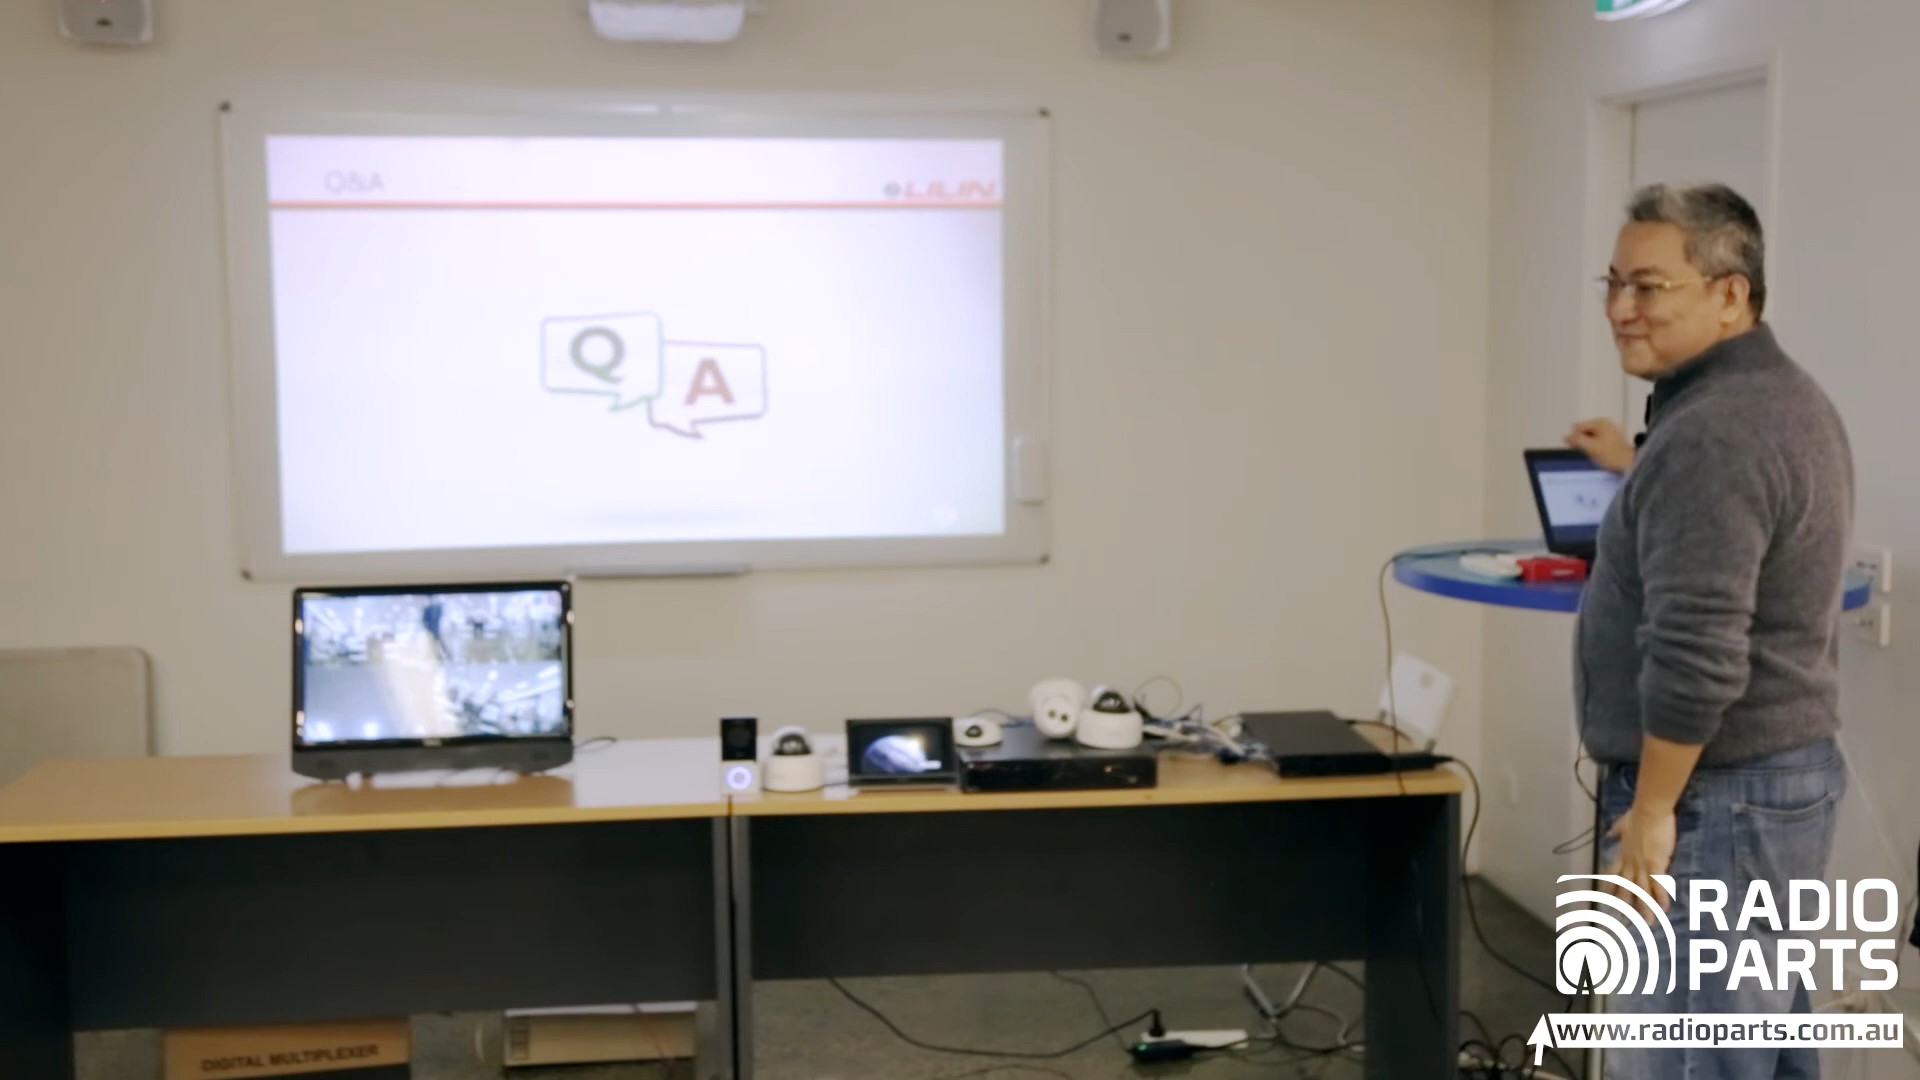 Q&A
LILIN
Q
A
DIGITAL MULTIPLEXER
RADIO
PARTS
www.radioparts.com.au